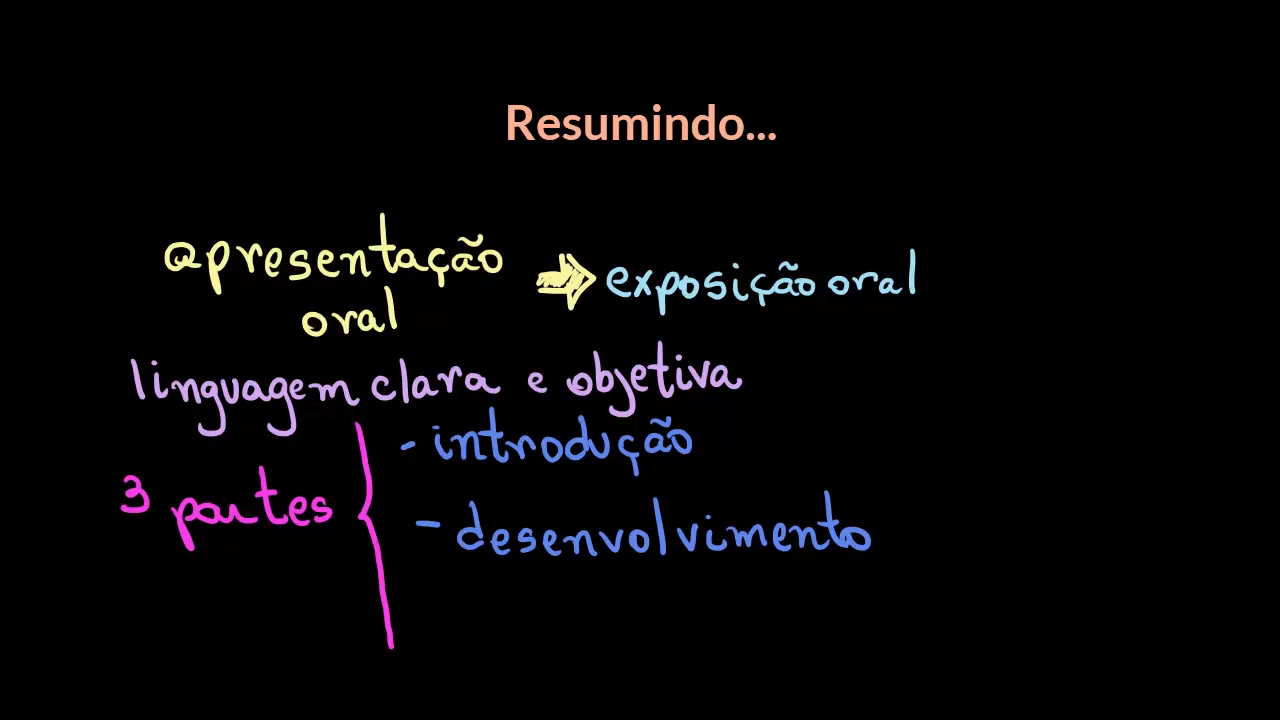 Resumindo...
apresentação
oral
➡ exposição oral
linguagem clara e objetiva
3 partes
- introdução
- desenvolvimento